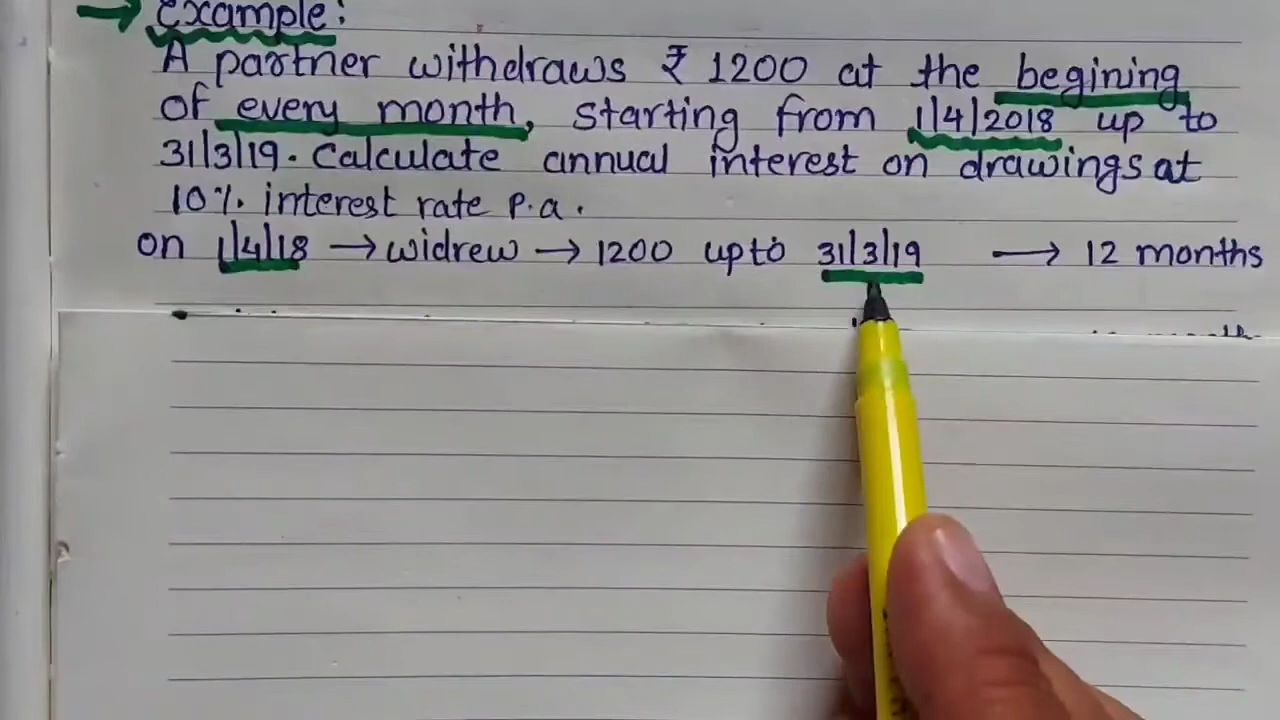 → Example:
A partner withdraws ₹ 1200 at the begining
of every month, starting from 1/4/2018 up to
31/3/19. Calculate annual interest on drawings at
10% interest rate p.a.
on 1/4/18 → widrew → 1200 upto 31/3/19 → 12 months